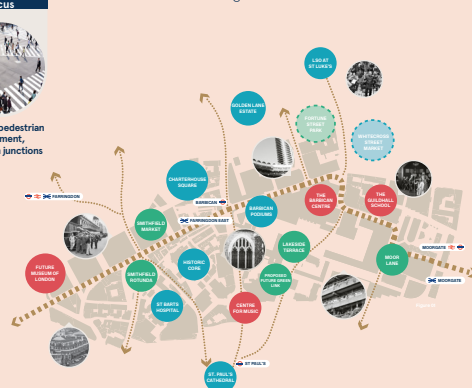 cus
pedestrian
ment,
junctions
LSO AT
ST LUKE'S
GOLDEN LANE
ESTATE
FORTUNE
STREET
PARK
WHITECROSS
STREET
MARKET
CHARTERHOUSE
SQUARE
FARRINGDON
BARBICAN
THE
BARBICAN
CENTRE
THE
GUILDHALL
SCHOOL
BARBICAN
PODIUMS
FARRINGDON EAST
SMITHFIELD
MARKET
LAKESIDE
TERRACE
MOORGATE
FUTURE
MUSEUM OF
LONDON
SMITHFIELD
ROTUNDA
HISTORIC
CORE
MOOR
LANE
PROPOSED
FUTURE GREEN
LINK
MOORGATE
ST BARTS
HOSPITAL
CENTRE
FOR MUSIC
ST PAUL'S
ST. PAUL'S
CATHEDRAL